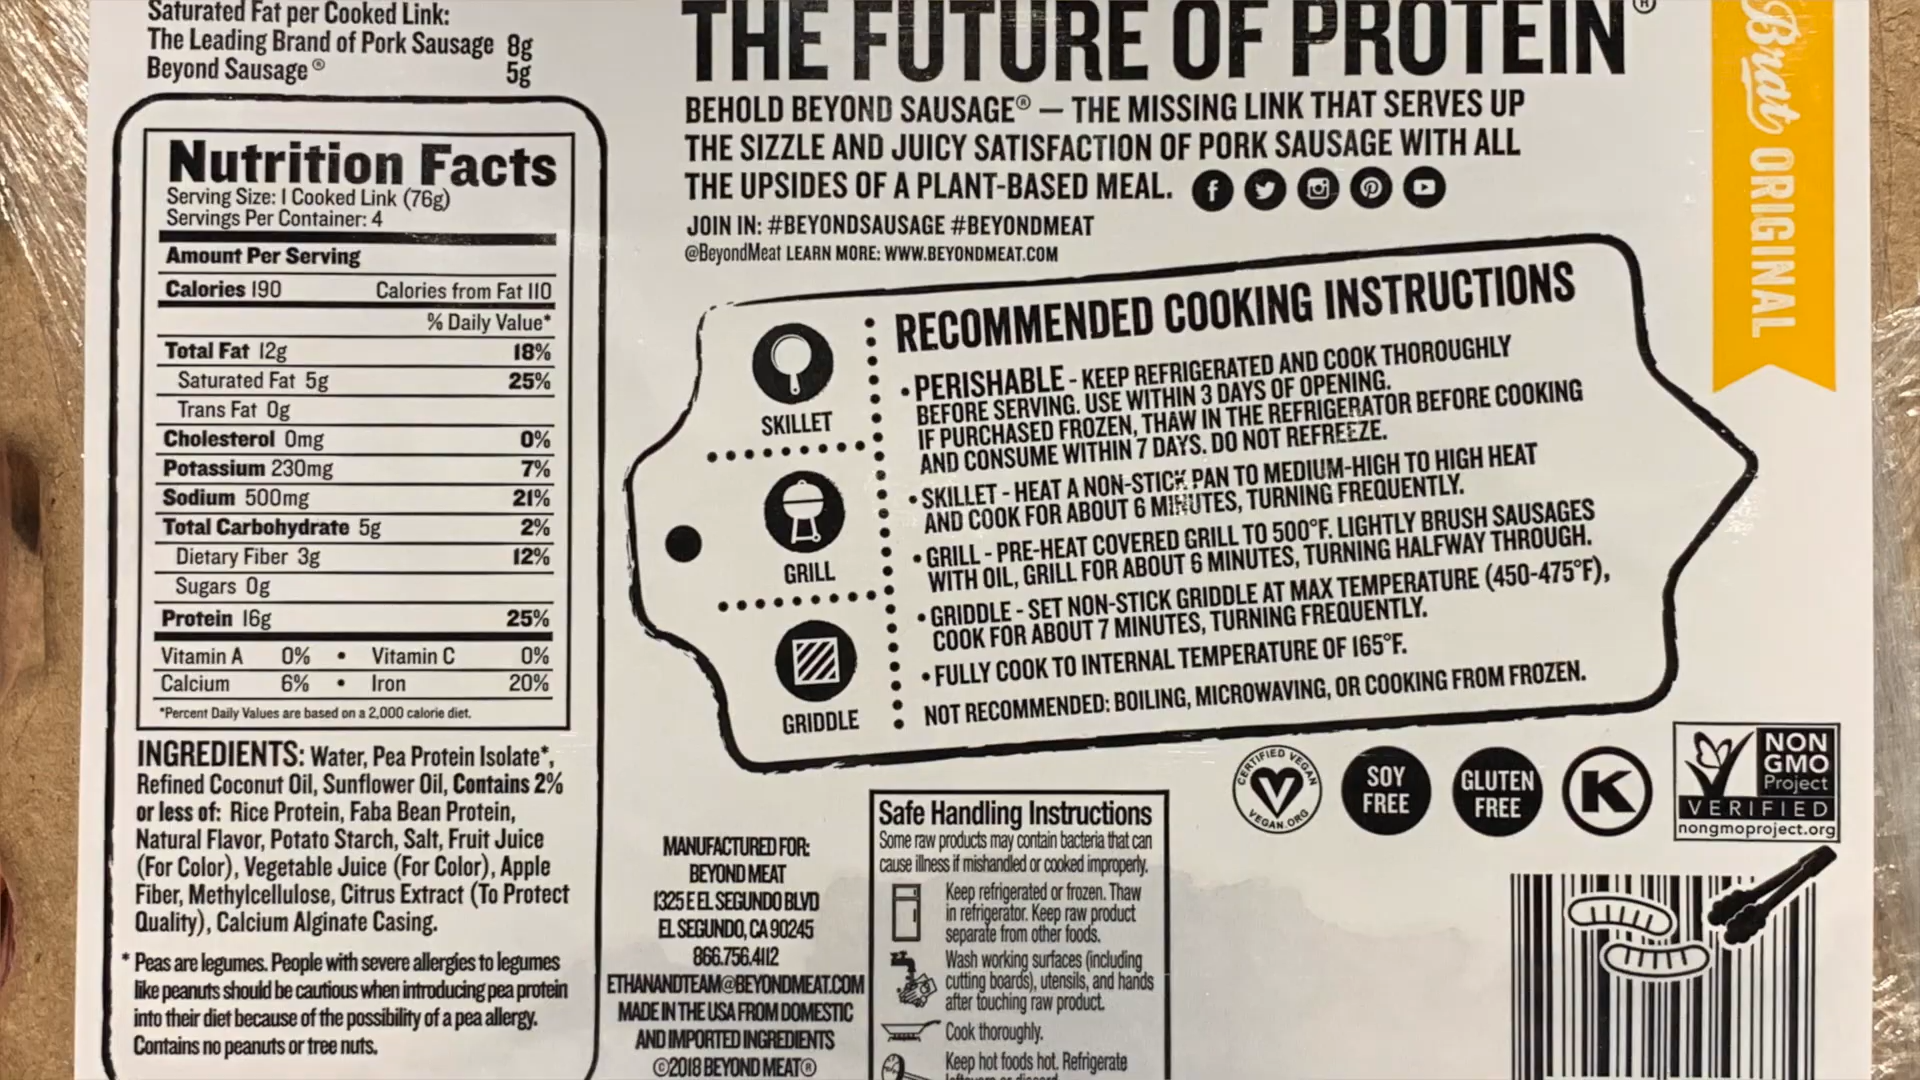 Saturated Fat per Cooked Link:
The Leading Brand of Pork Sausage 8g
Beyond Sausage® 5g
Nutrition Facts
Serving Size: 1 Cooked Link (76g)
Servings Per Container: 4
Amount Per Serving
Calories 190 Calories from Fat 110
% Daily Value*
Total Fat 12g 18%
Saturated Fat 5g 25%
Trans Fat 0g
Cholesterol 0mg 0%
Potassium 230mg 7%
Sodium 500mg 21%
Total Carbohydrate 5g 2%
Dietary Fiber 3g 12%
Sugars 0g
Protein 16g 25%
Vitamin A 0% • Vitamin C 0%
Calcium 6% • Iron 20%
*Percent Daily Values are based on a 2,000 calorie diet.
INGREDIENTS: Water, Pea Protein Isolate*,
Refined Coconut Oil, Sunflower Oil, Contains 2%
or less of: Rice Protein, Faba Bean Protein,
Natural Flavor, Potato Starch, Salt, Fruit Juice
(For Color), Vegetable Juice (For Color), Apple
Fiber, Methylcellulose, Citrus Extract (To Protect
Quality), Calcium Alginate Casing.
* Peas are legumes. People with severe allergies to legumes
like peanuts should be cautious when introducing pea protein
into their diet because of the possibility of a pea allergy.
Contains no peanuts or tree nuts.
THE FUTURE OF PROTEIN®
BEHOLD BEYOND SAUSAGE® — THE MISSING LINK THAT SERVES UP
THE SIZZLE AND JUICY SATISFACTION OF PORK SAUSAGE WITH ALL
THE UPSIDES OF A PLANT-BASED MEAL.
JOIN IN: #BEYONDSAUSAGE #BEYONDMEAT
@BeyondMeat LEARN MORE: WWW.BEYONDMEAT.COM
Brat ORIGINAL
SKILLET
GRILL
GRIDDLE
RECOMMENDED COOKING INSTRUCTIONS
• PERISHABLE - KEEP REFRIGERATED AND COOK THOROUGHLY
BEFORE SERVING. USE WITHIN 3 DAYS OF OPENING.
IF PURCHASED FROZEN, THAW IN THE REFRIGERATOR BEFORE COOKING
AND CONSUME WITHIN 7 DAYS. DO NOT REFREEZE.
• SKILLET - HEAT A NON-STICK PAN TO MEDIUM-HIGH TO HIGH HEAT
AND COOK FOR ABOUT 6 MINUTES, TURNING FREQUENTLY.
• GRILL - PRE-HEAT COVERED GRILL TO 500°F. LIGHTLY BRUSH SAUSAGES
WITH OIL, GRILL FOR ABOUT 6 MINUTES, TURNING HALFWAY THROUGH.
• GRIDDLE - SET NON-STICK GRIDDLE AT MAX TEMPERATURE (450-475°F),
COOK FOR ABOUT 7 MINUTES, TURNING FREQUENTLY.
• FULLY COOK TO INTERNAL TEMPERATURE OF 165°F.
NOT RECOMMENDED: BOILING, MICROWAVING, OR COOKING FROM FROZEN.
CERTIFIED VEGAN
VEGAN.ORG
SOY
FREE
GLUTEN
FREE
K
NON
GMO
Project
VERIFIED
nongmoproject.org
MANUFACTURED FOR:
BEYOND MEAT
1325 E EL SEGUNDO BLVD
EL SEGUNDO, CA 90245
866.756.4112
ETHANANDTEAM@BEYONDMEAT.COM
MADE IN THE USA FROM DOMESTIC
AND IMPORTED INGREDIENTS
©2018 BEYOND MEAT®
Safe Handling Instructions
Some raw products may contain bacteria that can
cause illness if mishandled or cooked improperly.
Keep refrigerated or frozen. Thaw
in refrigerator. Keep raw product
separate from other foods.
Wash working surfaces (including
cutting boards), utensils, and hands
after touching raw product.
Cook thoroughly.
Keep hot foods hot. Refrigerate